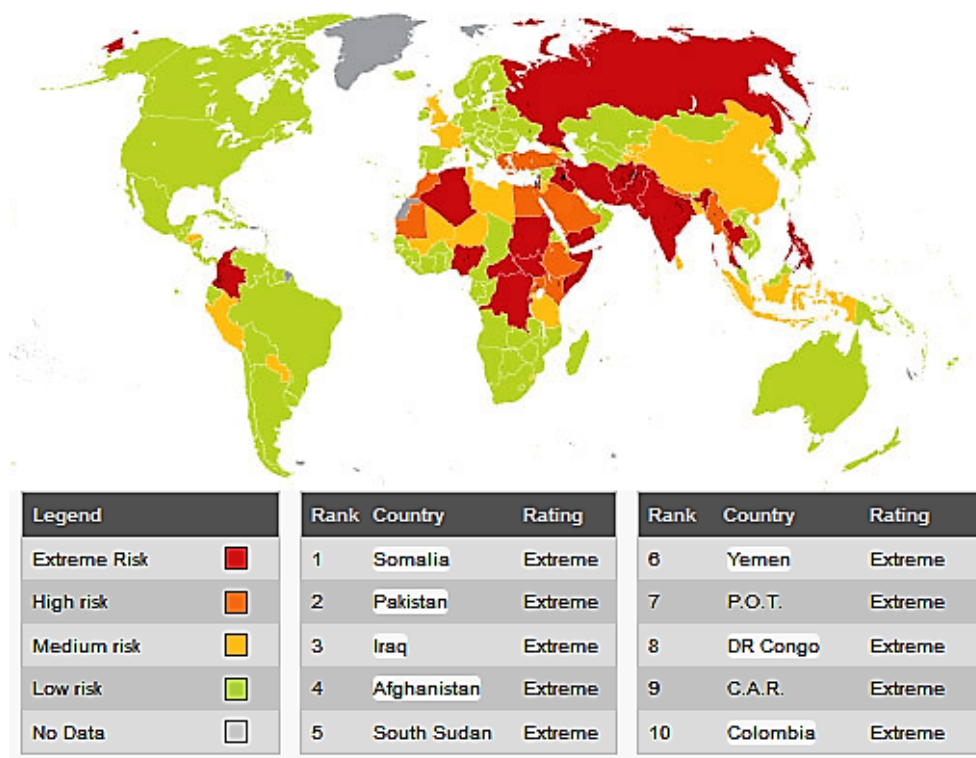 Legend
Extreme Risk
High risk
Medium risk
Low risk
No Data
Rank Country Rating
1 Somalia Extreme
2 Pakistan Extreme
3 Iraq Extreme
4 Afghanistan Extreme
5 South Sudan Extreme
Rank Country Rating
6 Yemen Extreme
7 P.O.T. Extreme
8 DR Congo Extreme
9 C.A.R. Extreme
10 Colombia Extreme